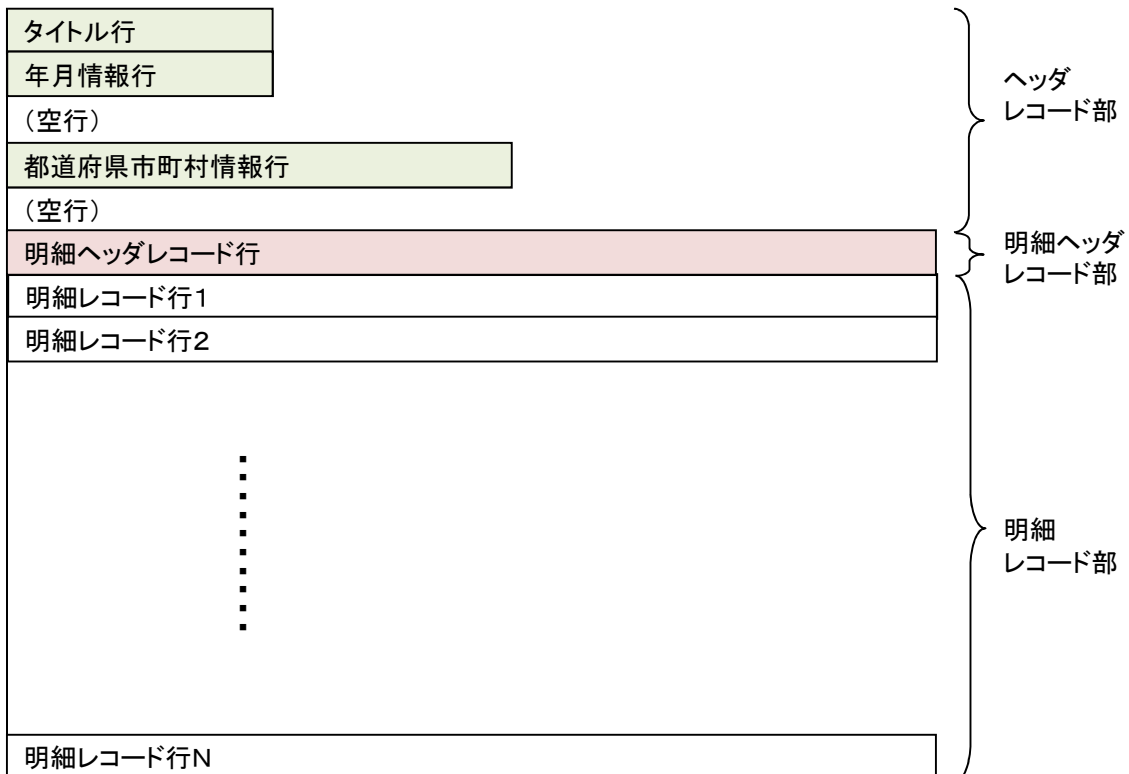 タイトル行
年月情報行
（空行）
都道府県市町村情報行
（空行）
明細ヘッダレコード行
明細レコード行１
明細レコード行２
明細レコード行Ｎ
ヘッダ
レコード部
明細ヘッダ
レコード部
明細
レコード部